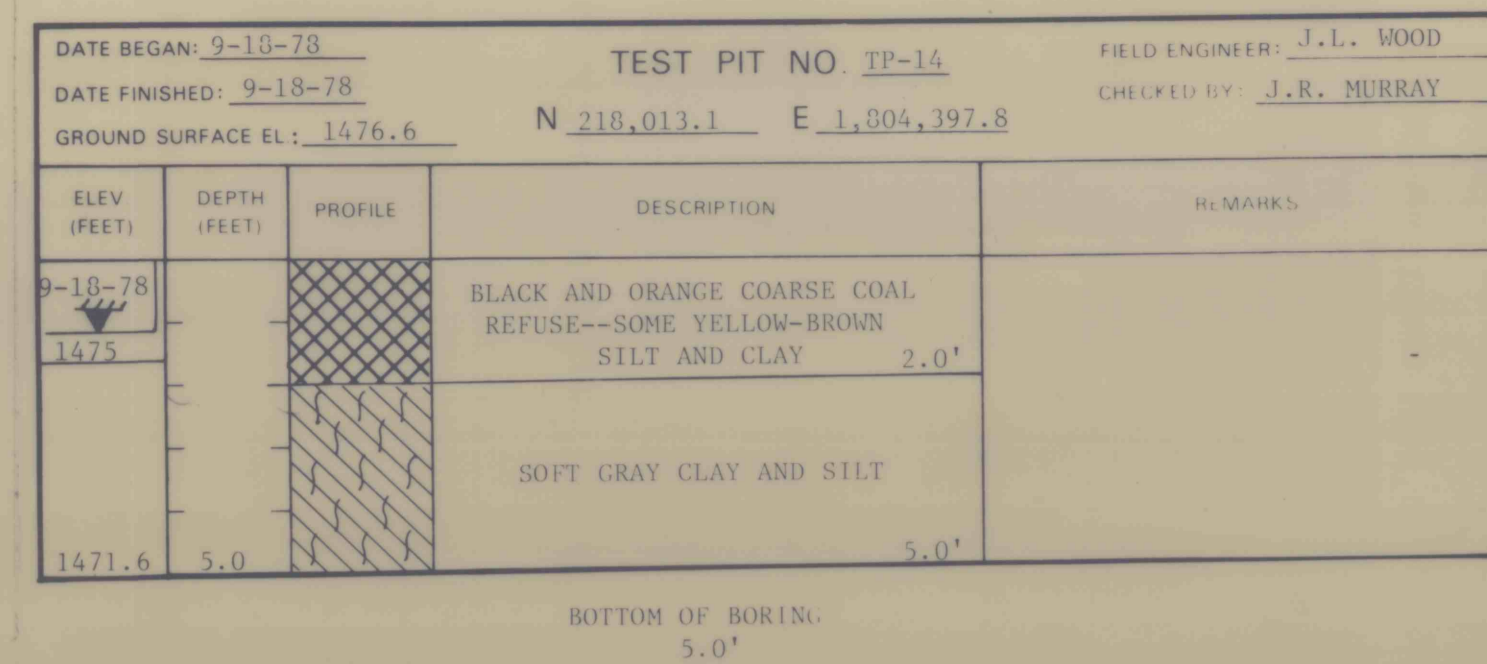 DATE BEGAN: 9-18-78
DATE FINISHED: 9-18-78
GROUND SURFACE EL.: 1476.6
TEST PIT NO. TP-14
N 218,013.1 E 1,804,397.8
FIELD ENGINEER: J.L. WOOD
CHECKED BY: J.R. MURRAY
ELEV (FEET)
DEPTH (FEET)
PROFILE
DESCRIPTION
REMARKS
9-18-78
1475
BLACK AND ORANGE COARSE COAL
REFUSE--SOME YELLOW-BROWN
SILT AND CLAY 2.0'
SOFT GRAY CLAY AND SILT
5.0'
1471.6 5.0
BOTTOM OF BORING
5.0'